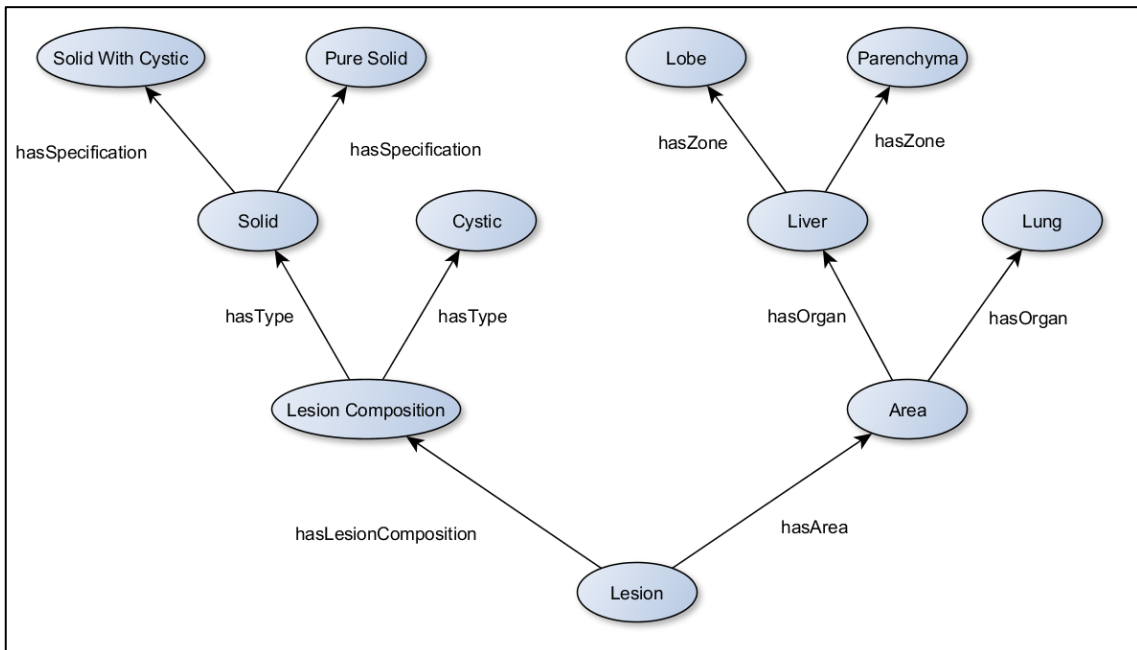 Solid With Cystic
Pure Solid
Lobe
Parenchyma
hasSpecification
hasSpecification
hasZone
hasZone
Solid
Cystic
Liver
Lung
hasType
hasType
hasOrgan
hasOrgan
Lesion Composition
Area
hasLesionComposition
hasArea
Lesion